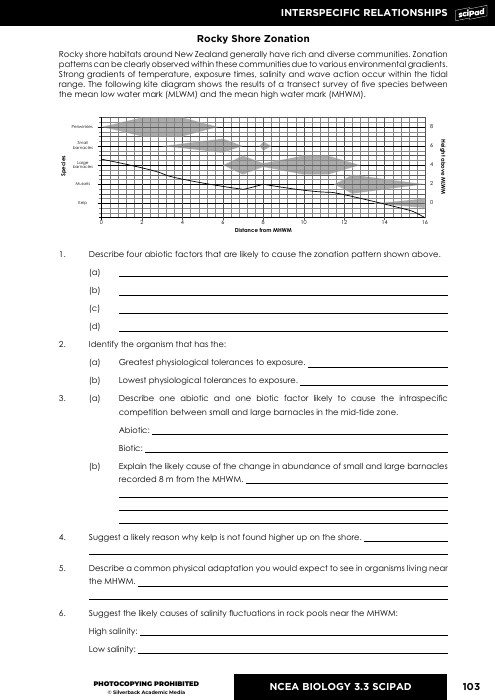 INTERSPECIFIC RELATIONSHIPS scipad
Rocky Shore Zonation
Rocky shore habitats around New Zealand generally have rich and diverse communities. Zonation
patterns can be clearly observed within these communities due to various environmental gradients.
Strong gradients of temperature, exposure times, salinity and wave action occur within the tidal
range. The following kite diagram shows the results of a transect survey of five species between
the mean low water mark (MLWM) and the mean high water mark (MHWM).
Species
Periwinkles
Small
barnacles
Large
barnacles
Mussels
Kelp
8
6
4
2
0
Height above MLWM
0 2 4 6 8 10 12 14 16
Distance from MHWM
1. Describe four abiotic factors that are likely to cause the zonation pattern shown above.
(a)
(b)
(c)
(d)
2. Identify the organism that has the:
(a) Greatest physiological tolerances to exposure.
(b) Lowest physiological tolerances to exposure.
3. (a) Describe one abiotic and one biotic factor likely to cause the intraspecific
competition between small and large barnacles in the mid-tide zone.
Abiotic:
Biotic:
(b) Explain the likely cause of the change in abundance of small and large barnacles
recorded 8 m from the MHWM.
4. Suggest a likely reason why kelp is not found higher up on the shore.
5. Describe a common physical adaptation you would expect to see in organisms living near
the MHWM.
6. Suggest the likely causes of salinity fluctuations in rock pools near the MHWM:
High salinity:
Low salinity:
PHOTOCOPYING PROHIBITED
© Silverback Academic Media
NCEA BIOLOGY 3.3 SCIPAD 103